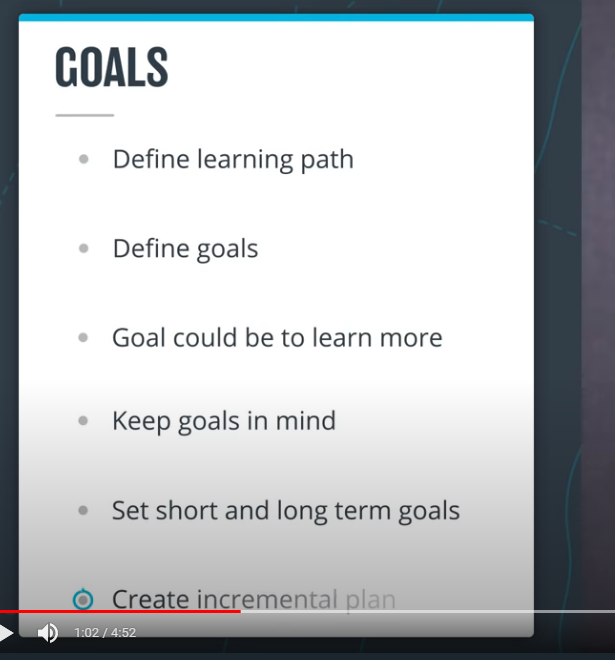 GOALS
Define learning path
Define goals
Goal could be to learn more
Keep goals in mind
Set short and long term goals
Create incremental plan
1:02 / 4:52